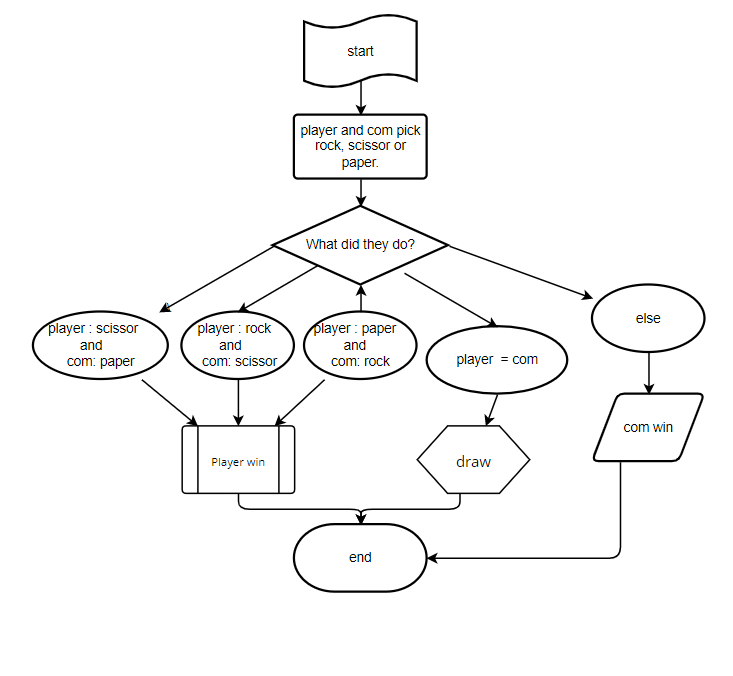 start
player and com pick
rock, scissor or
paper.
What did they do?
player : scissor
and
com: paper
player : rock
and
com: scissor
player : paper
and
com: rock
player = com
else
Player win
draw
com win
end